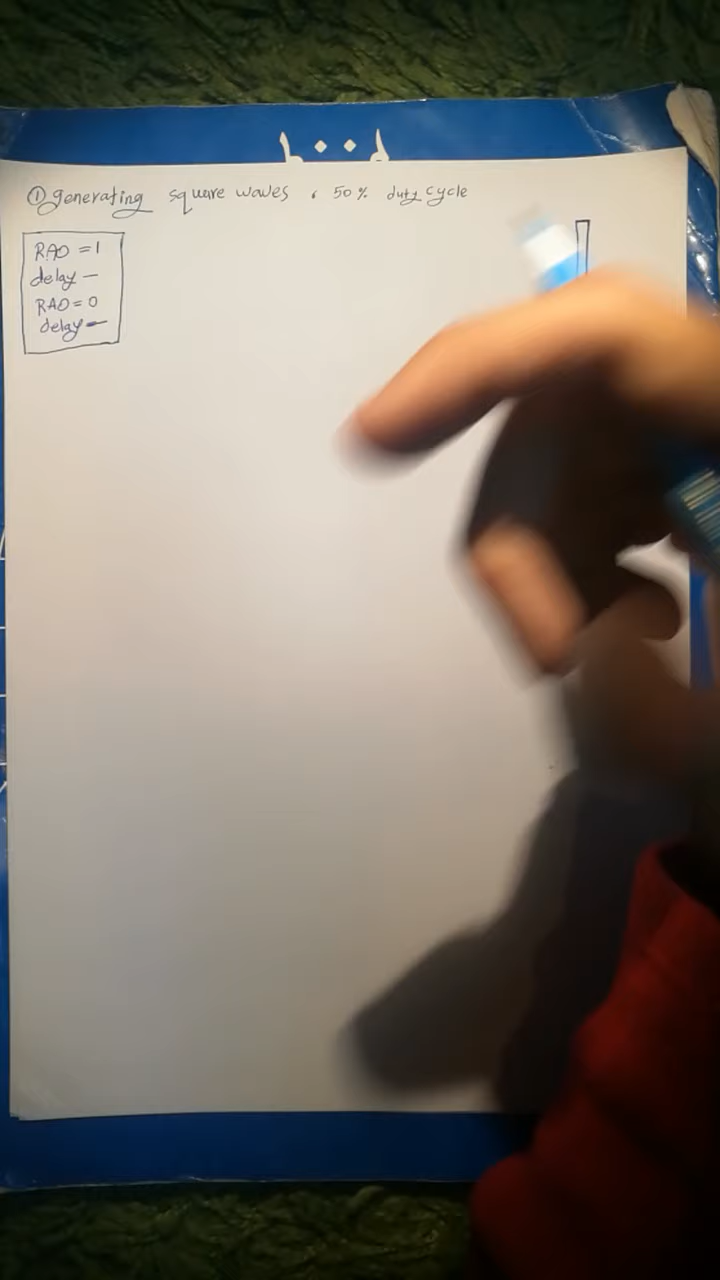 ① generating square waves , 50 % duty cycle
RA0 = 1
delay —
RA0 = 0
delay —